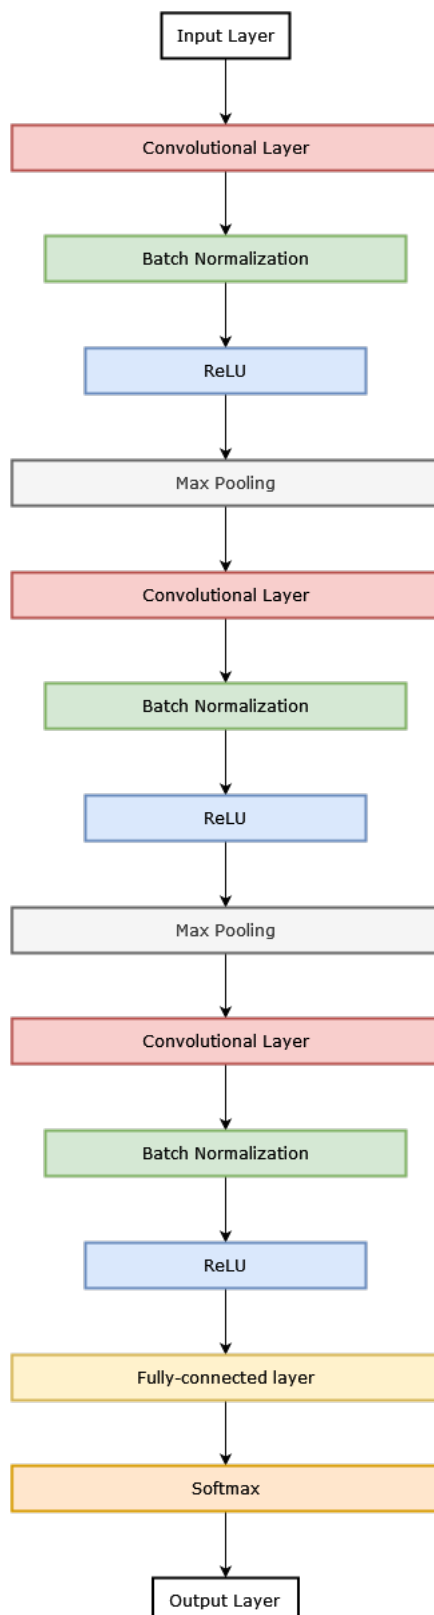 Input Layer
Convolutional Layer
Batch Normalization
ReLU
Max Pooling
Convolutional Layer
Batch Normalization
ReLU
Max Pooling
Convolutional Layer
Batch Normalization
ReLU
Fully-connected layer
Softmax
Output Layer